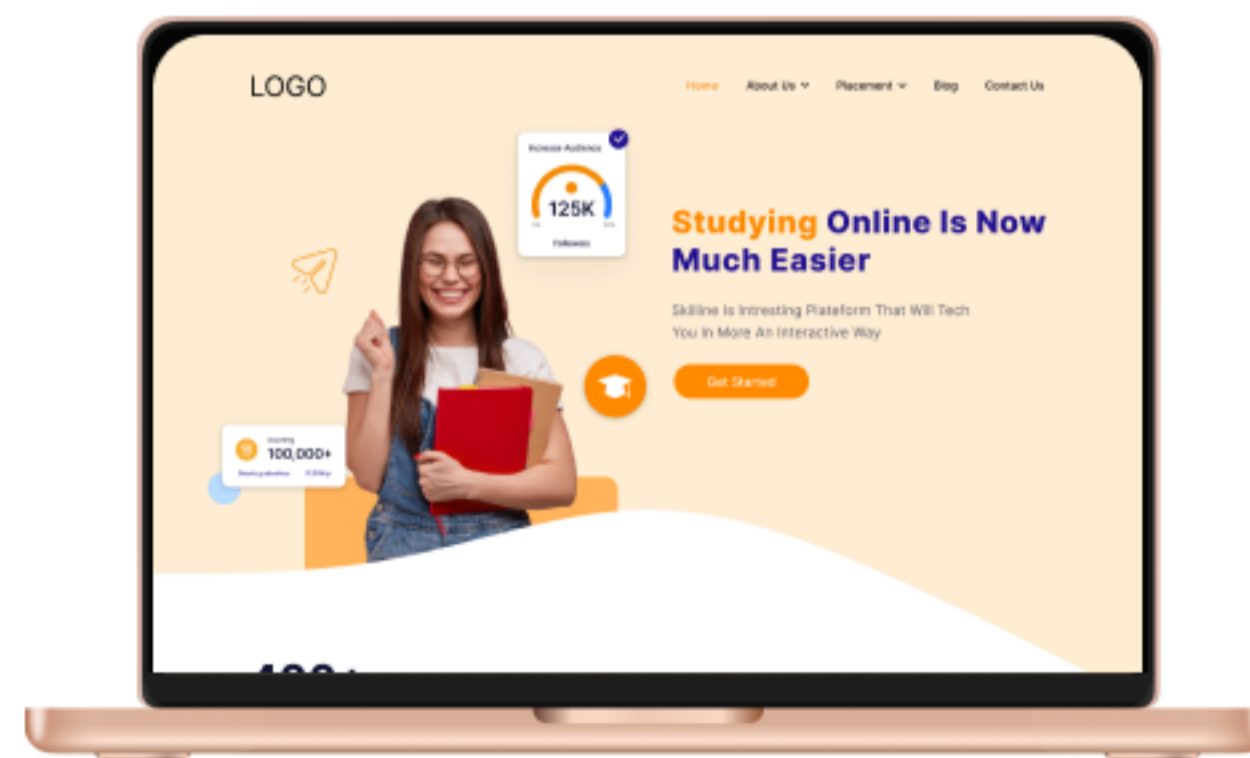 LOGO
Home About Us Placement Blog Contact Us
Increase Audience
125K
Followers
Studying Online Is Now
Much Easier
Skilline Is Intresting Plateform That Will Tech
You In More An Interactive Way
Get Started
100,000+